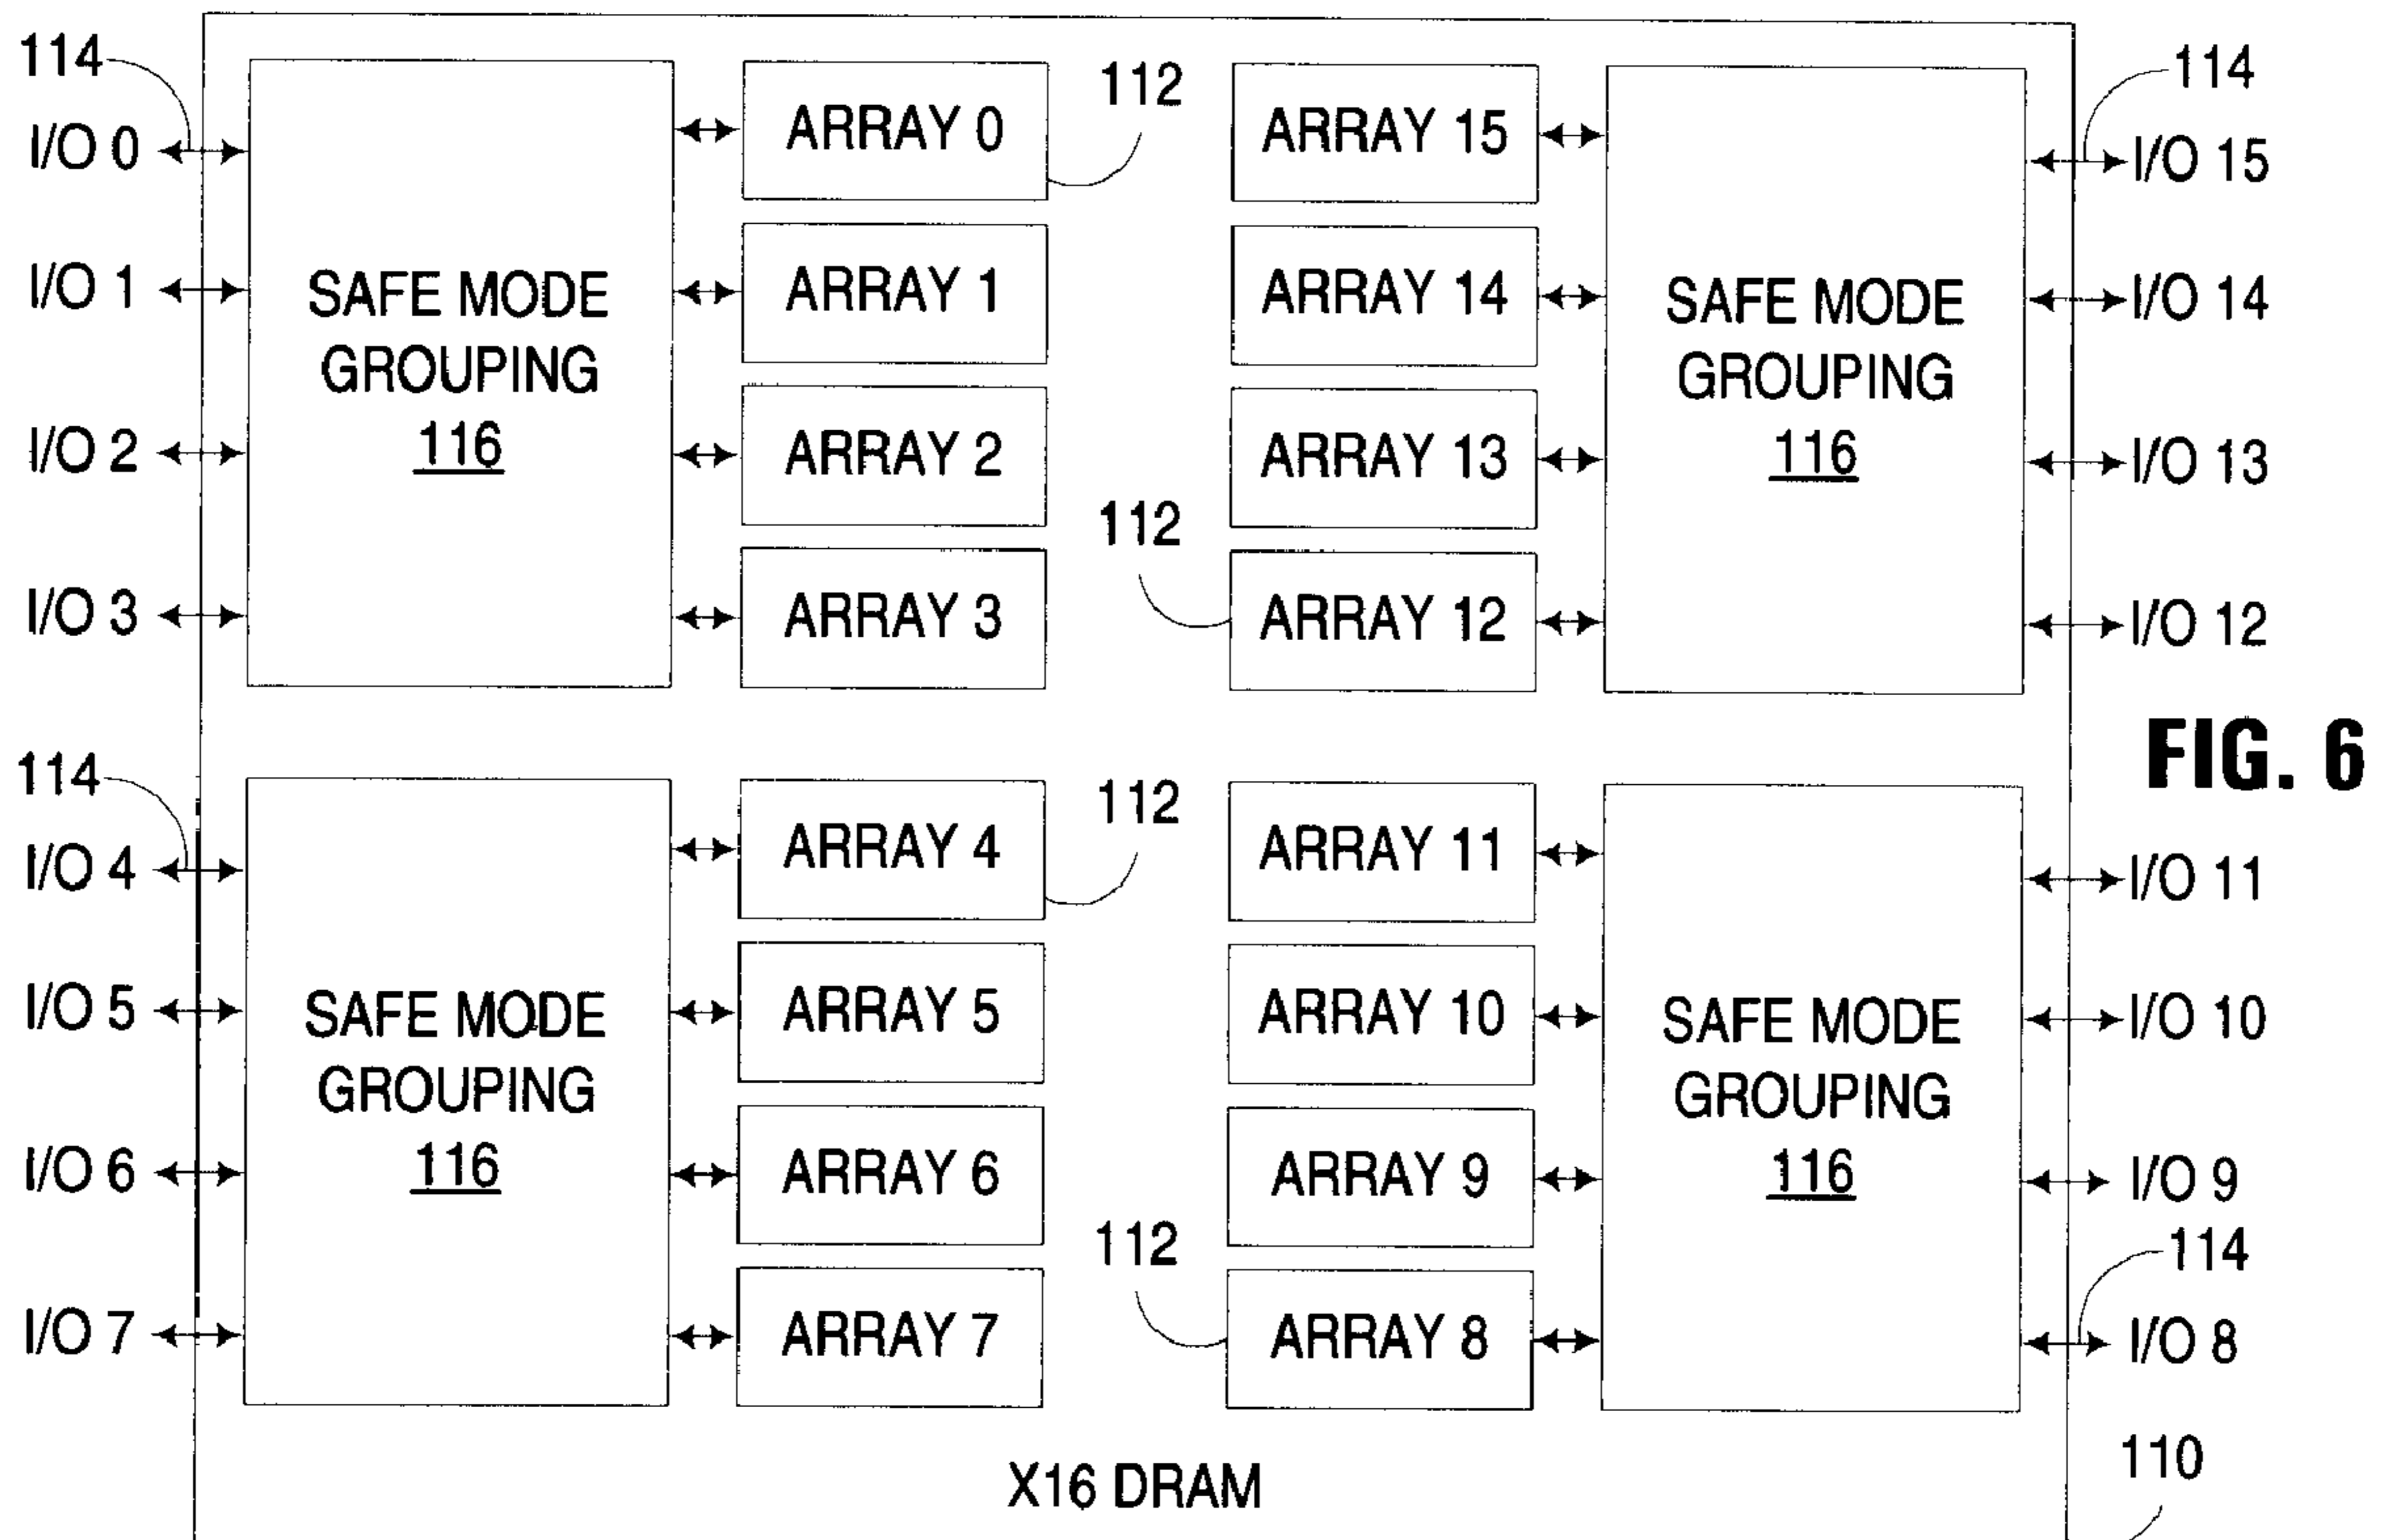 114
I/O 0
I/O 1
I/O 2
I/O 3
SAFE MODE
GROUPING
116
ARRAY 0
ARRAY 1
ARRAY 2
ARRAY 3
112
112
ARRAY 15
ARRAY 14
ARRAY 13
ARRAY 12
SAFE MODE
GROUPING
116
114
I/O 15
I/O 14
I/O 13
I/O 12
FIG. 6
114
I/O 4
I/O 5
I/O 6
I/O 7
SAFE MODE
GROUPING
116
ARRAY 4
ARRAY 5
ARRAY 6
ARRAY 7
112
112
ARRAY 11
ARRAY 10
ARRAY 9
ARRAY 8
SAFE MODE
GROUPING
116
I/O 11
I/O 10
I/O 9
114
I/O 8
X16 DRAM
110